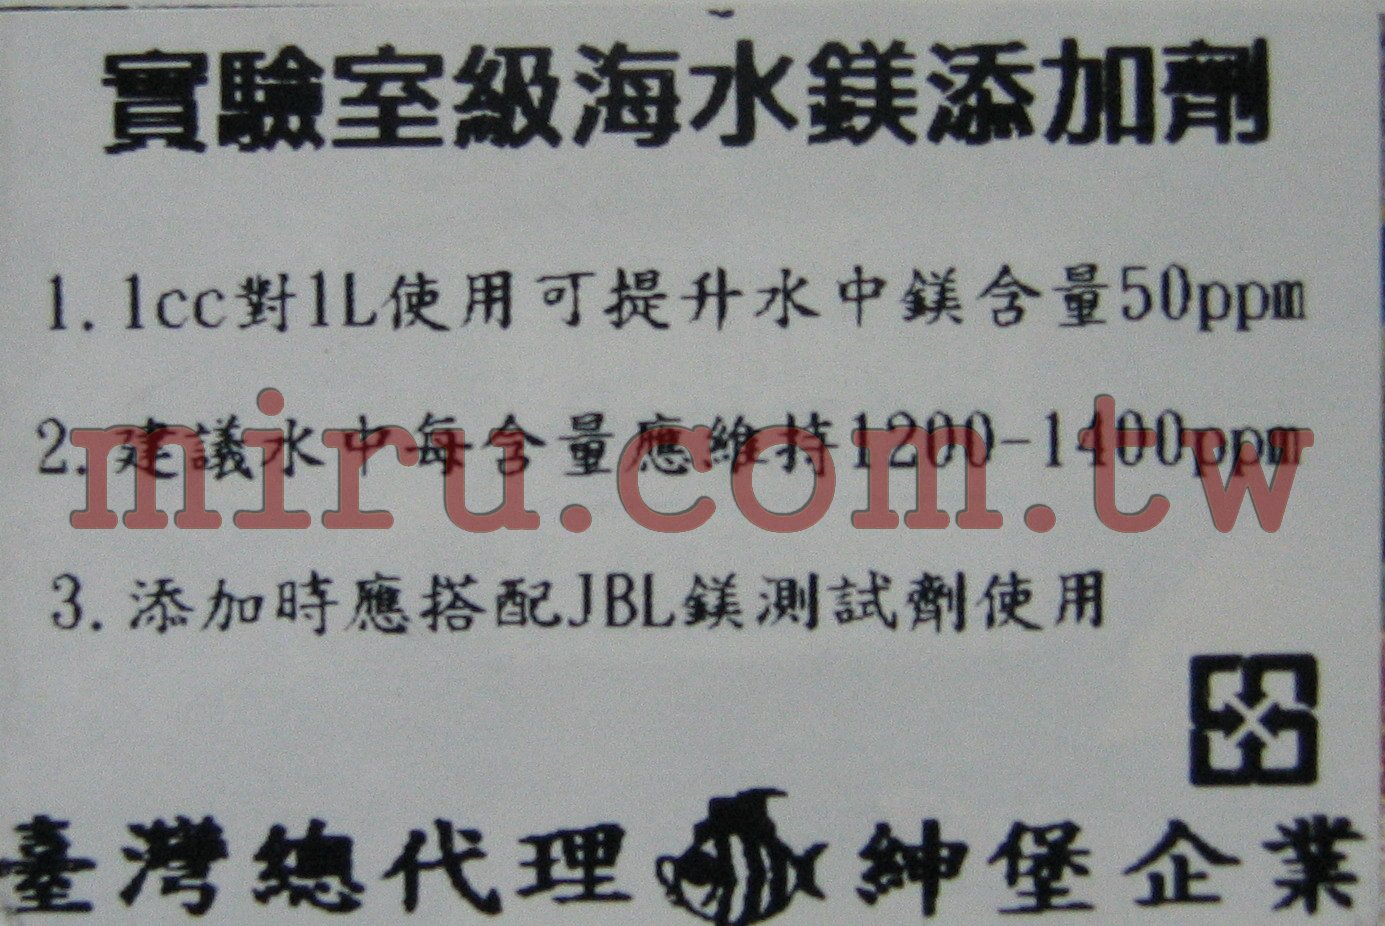 實驗室級海水鎂添加劑
1. 1cc對1L使用可提升水中鎂含量50ppm
2. 建議水中每含量應維持1200-1400ppm
miru.com.tw
3. 添加時應搭配JBL鎂測試劑使用
臺灣總代理 紳堡企業